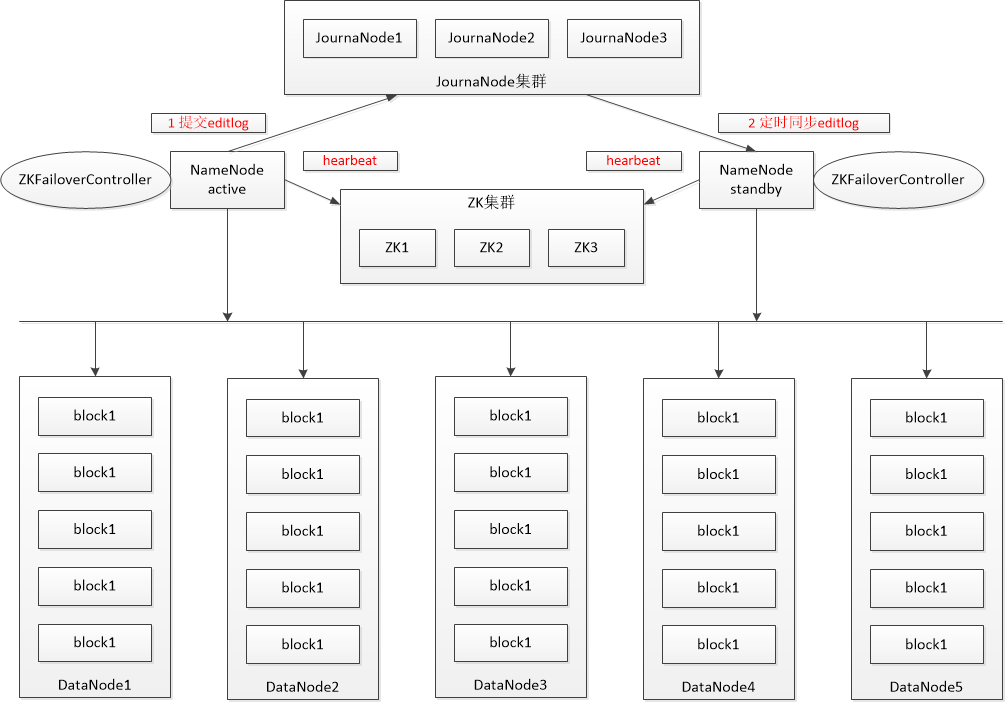 JournaNode1
JournaNode2
JournaNode3
JournaNode集群
1 提交editlog
2 定时同步editlog
hearbeat
hearbeat
ZKFailoverController
NameNode
active
NameNode
standby
ZKFailoverController
ZK集群
ZK1
ZK2
ZK3
block1
block1
block1
block1
block1
DataNode1
block1
block1
block1
block1
block1
DataNode2
block1
block1
block1
block1
block1
DataNode3
block1
block1
block1
block1
block1
DataNode4
block1
block1
block1
block1
block1
DataNode5